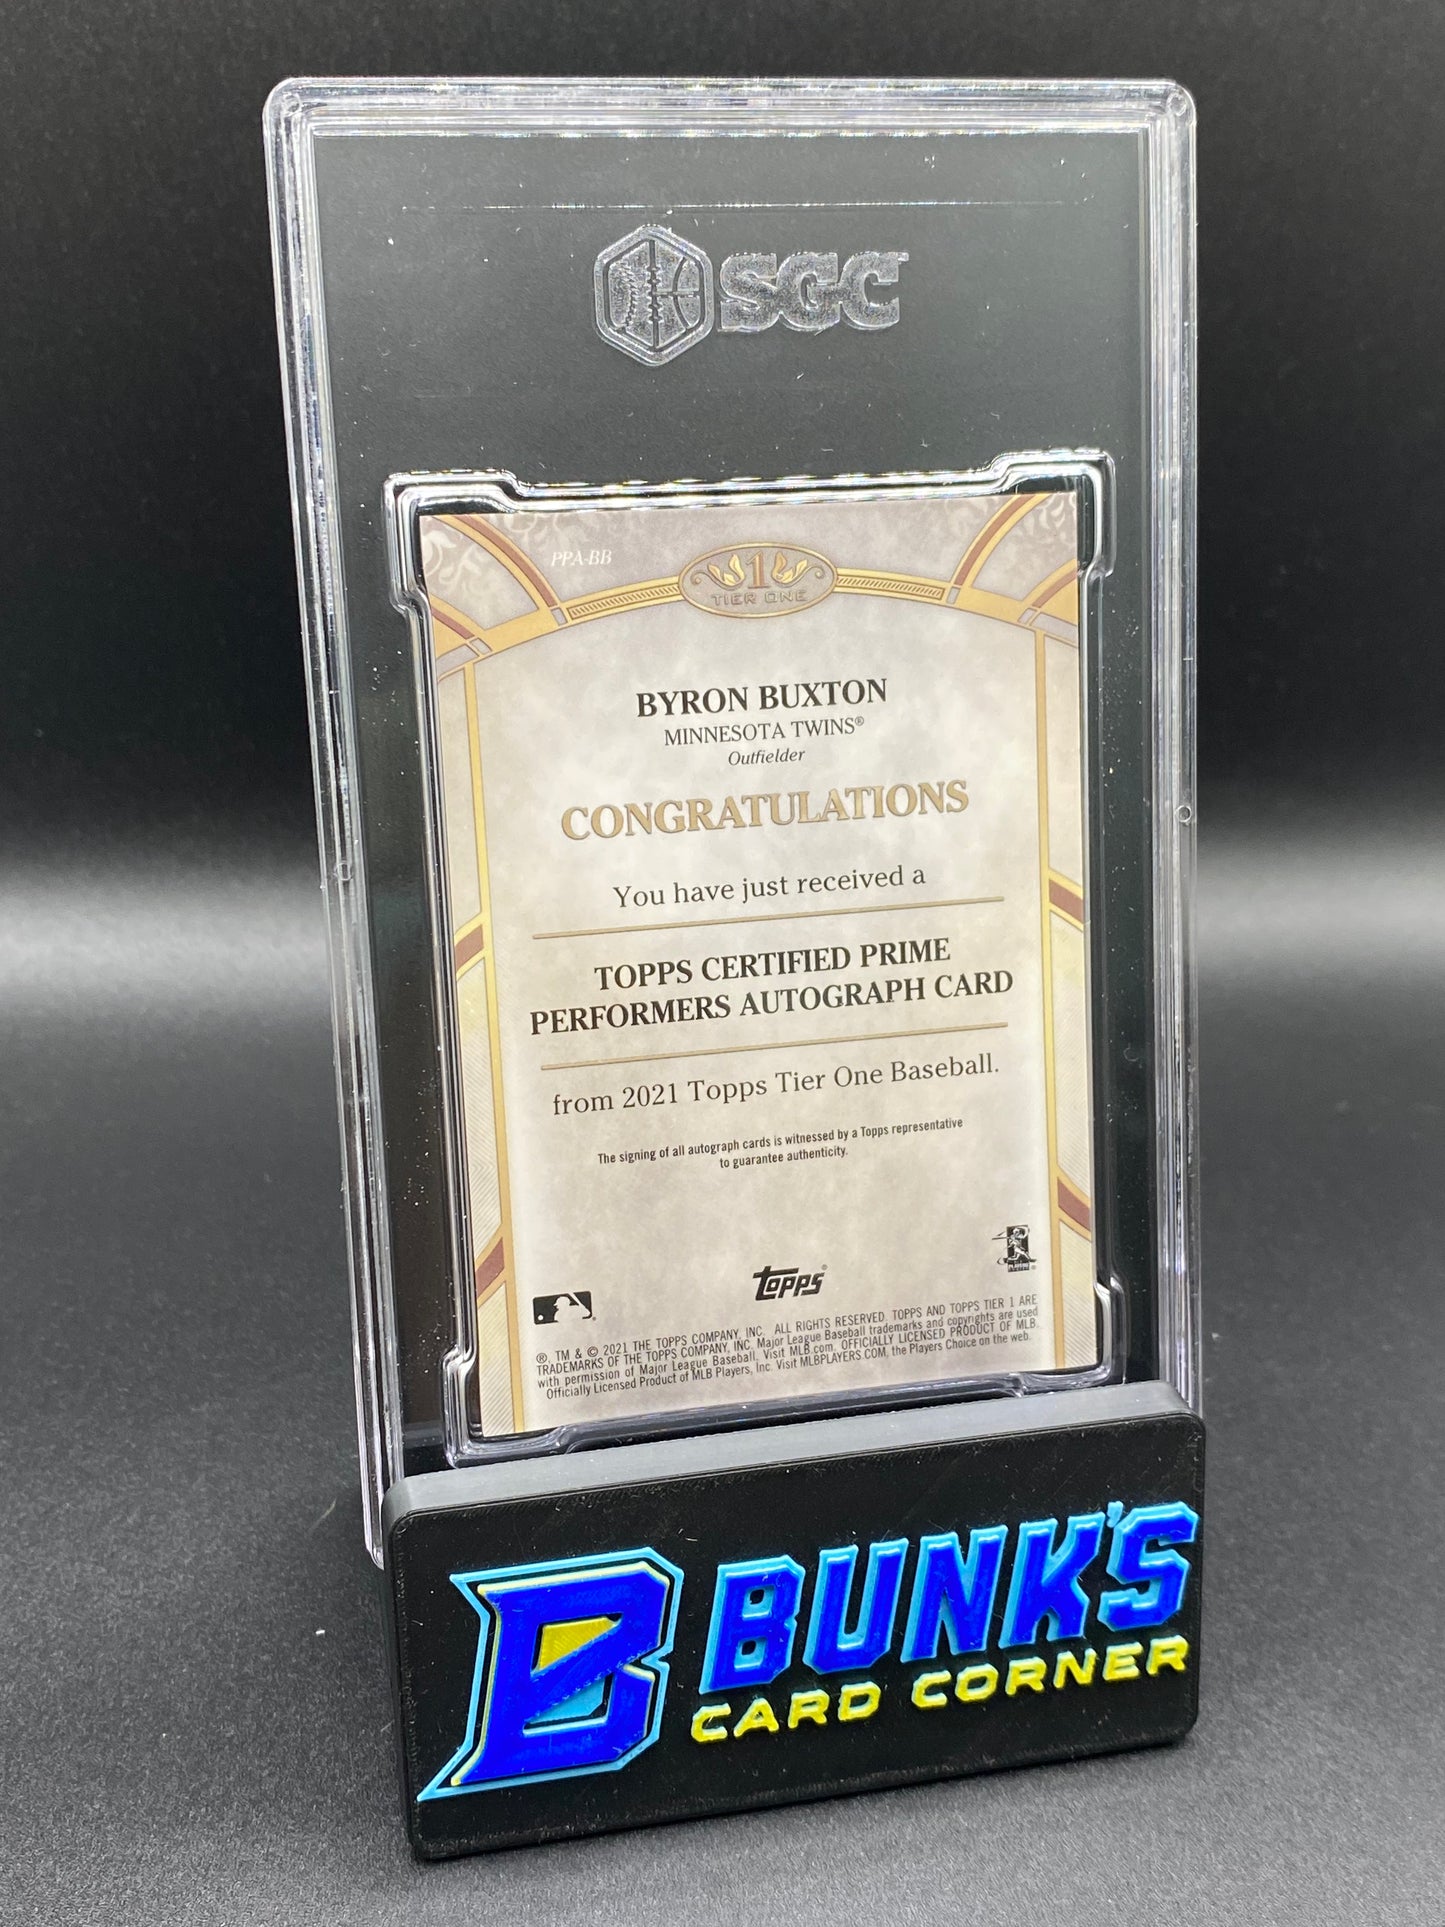 SGC
PPA-BB
1
TIER ONE
BYRON BUXTON
MINNESOTA TWINS®
Outfielder
CONGRATULATIONS
You have just received a
TOPPS CERTIFIED PRIME
PERFORMERS AUTOGRAPH CARD
from 2021 Topps Tier One Baseball.
The signing of all autograph cards is witnessed by a Topps representative
to guarantee authenticity.
topps®
®, TM & © 2021 THE TOPPS COMPANY, INC. ALL RIGHTS RESERVED. TOPPS AND TOPPS TIER 1 ARE
TRADEMARKS OF THE TOPPS COMPANY, INC. Major League Baseball trademarks and copyrights are used
with permission of Major League Baseball. Visit MLB.com. OFFICIALLY LICENSED PRODUCT OF MLB
Officially Licensed Product of MLB Players, Inc. Visit MLBPLAYERS.COM, the Players Choice on the web.
B BUNK'S
CARD CORNER